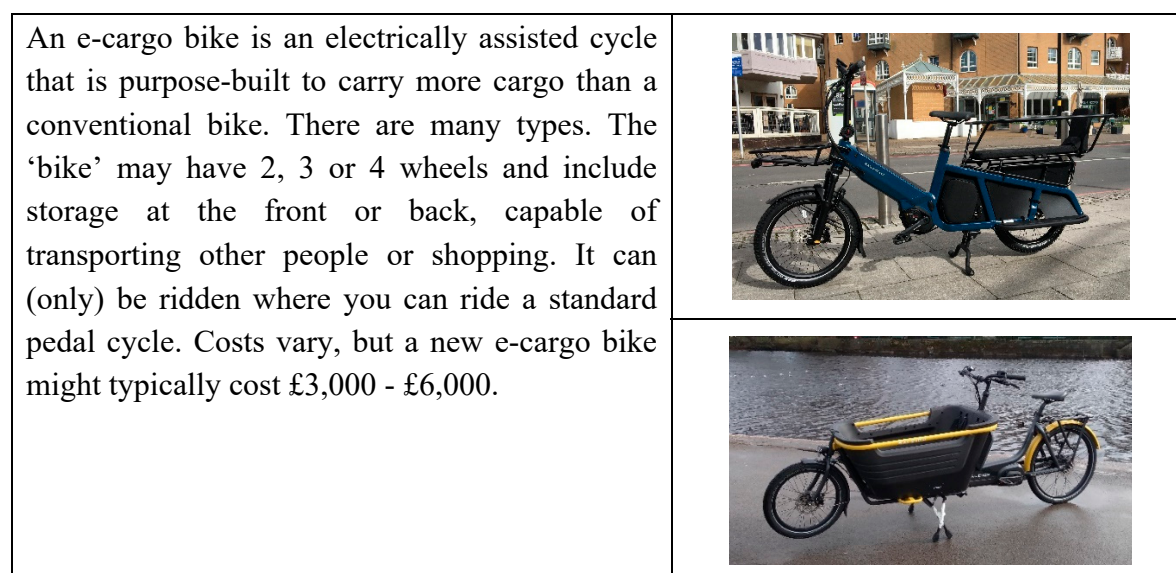 An e-cargo bike is an electrically assisted cycle
that is purpose-built to carry more cargo than a
conventional bike. There are many types. The
‘bike’ may have 2, 3 or 4 wheels and include
storage at the front or back, capable of
transporting other people or shopping. It can
(only) be ridden where you can ride a standard
pedal cycle. Costs vary, but a new e-cargo bike
might typically cost £3,000 - £6,000.